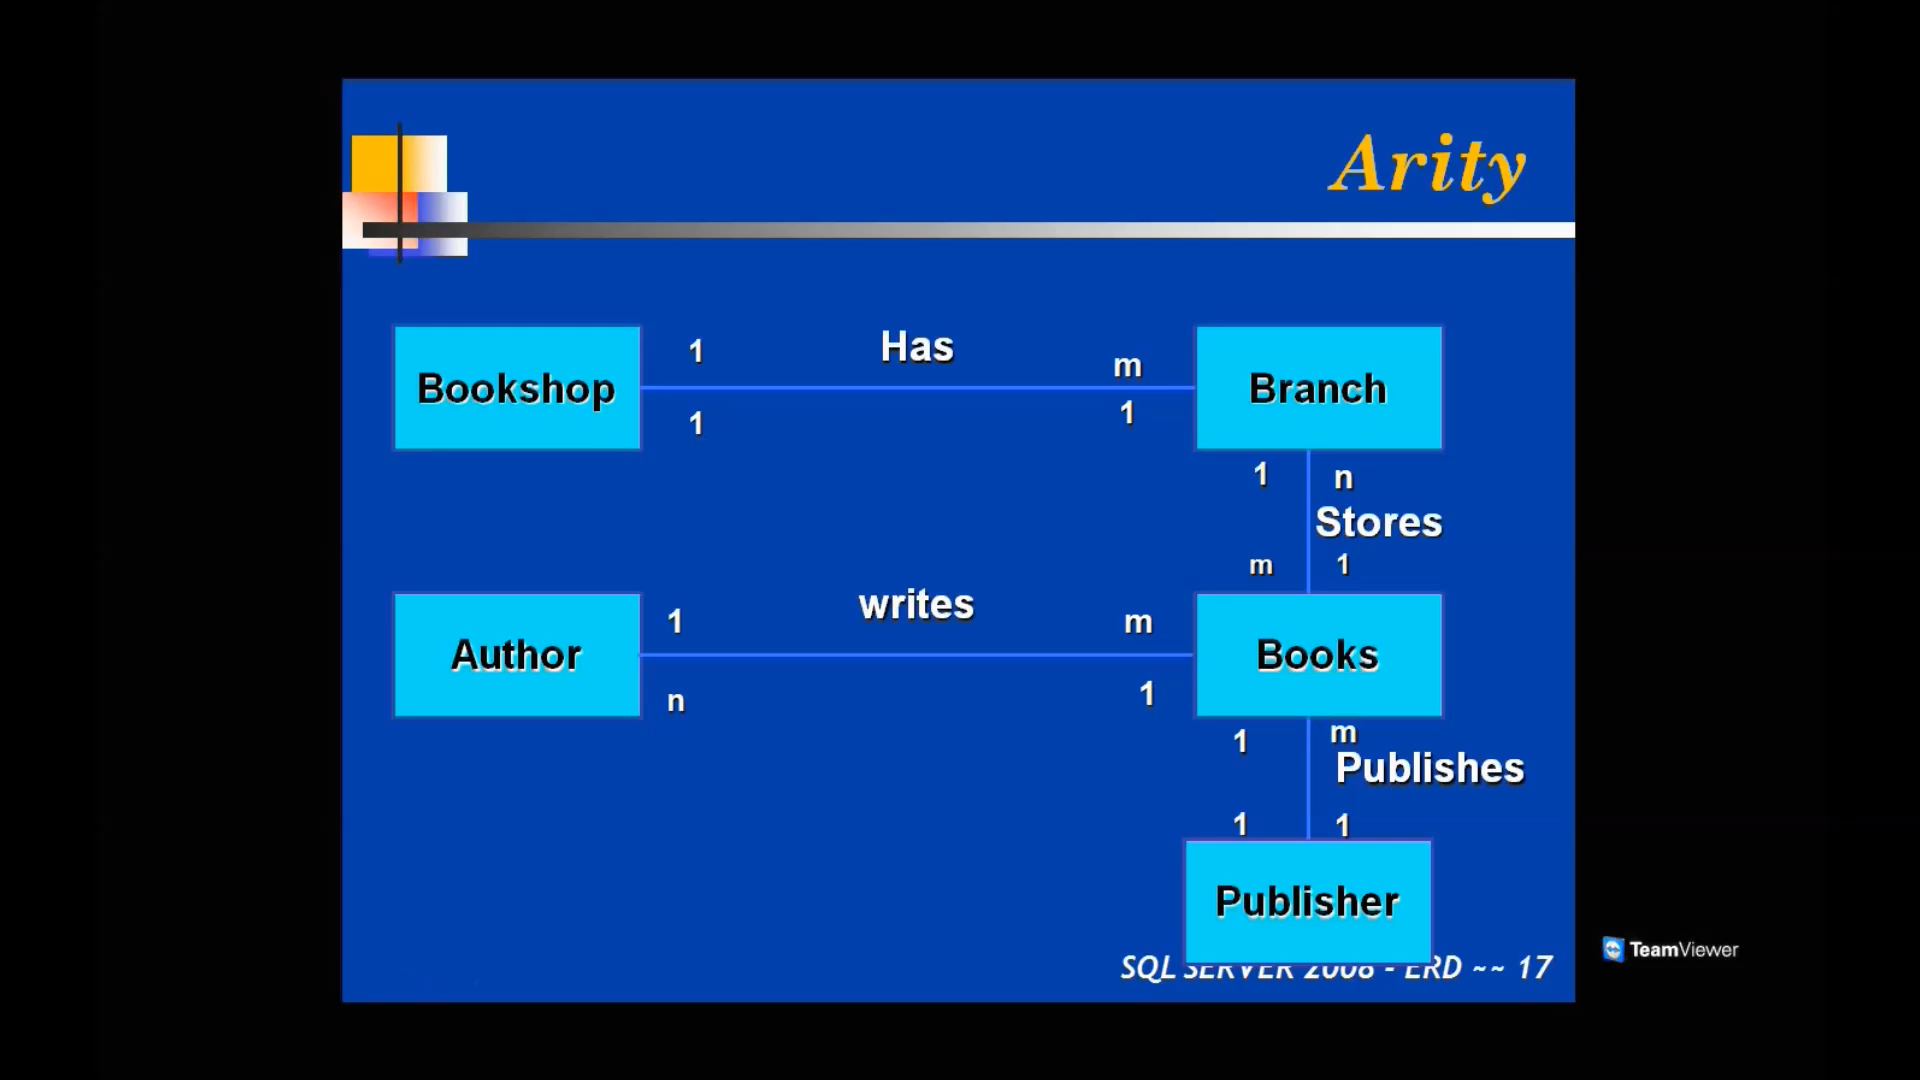 Arity
1 Has m
Bookshop Branch
1 1
1 n
Stores
m 1
1 writes m
Author Books
n 1
1 m
Publishes
1 1
Publisher
SQL SERVER 2008 - ERD ~~ 17
TeamViewer